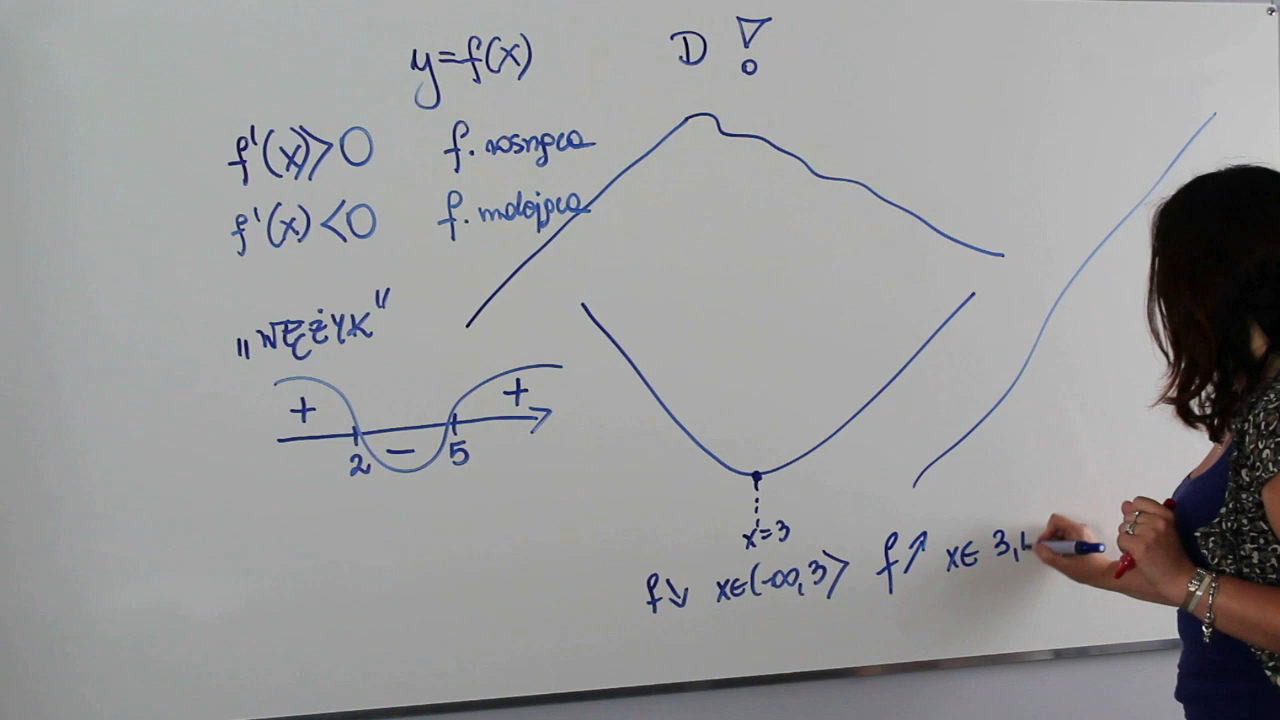 y=f(x) D !
f'(x)>0 f. rosnąca
f'(x)<0 f. malejąca
„WĘŻYK"
+ - +
2 5
x=3
f↘ x∈(-∞,3> f↗ x∈ 3,